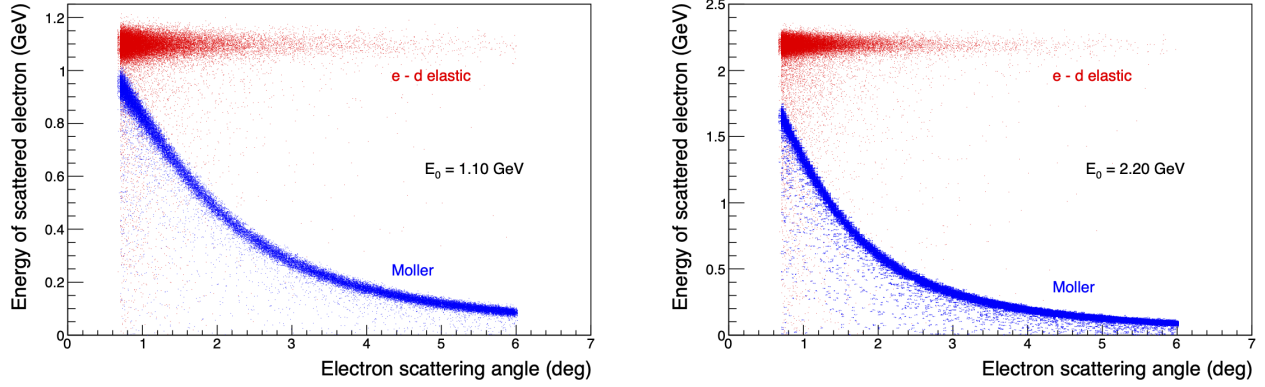 Energy of scattered electron (GeV)
1.2
1
0.8
0.6
0.4
0.2
0
e - d elastic
E0 = 1.10 GeV
Moller
0 1 2 3 4 5 6 7
Electron scattering angle (deg)
Energy of scattered electron (GeV)
2.5
2
1.5
1
0.5
0
e - d elastic
E0 = 2.20 GeV
Moller
0 1 2 3 4 5 6 7
Electron scattering angle (deg)